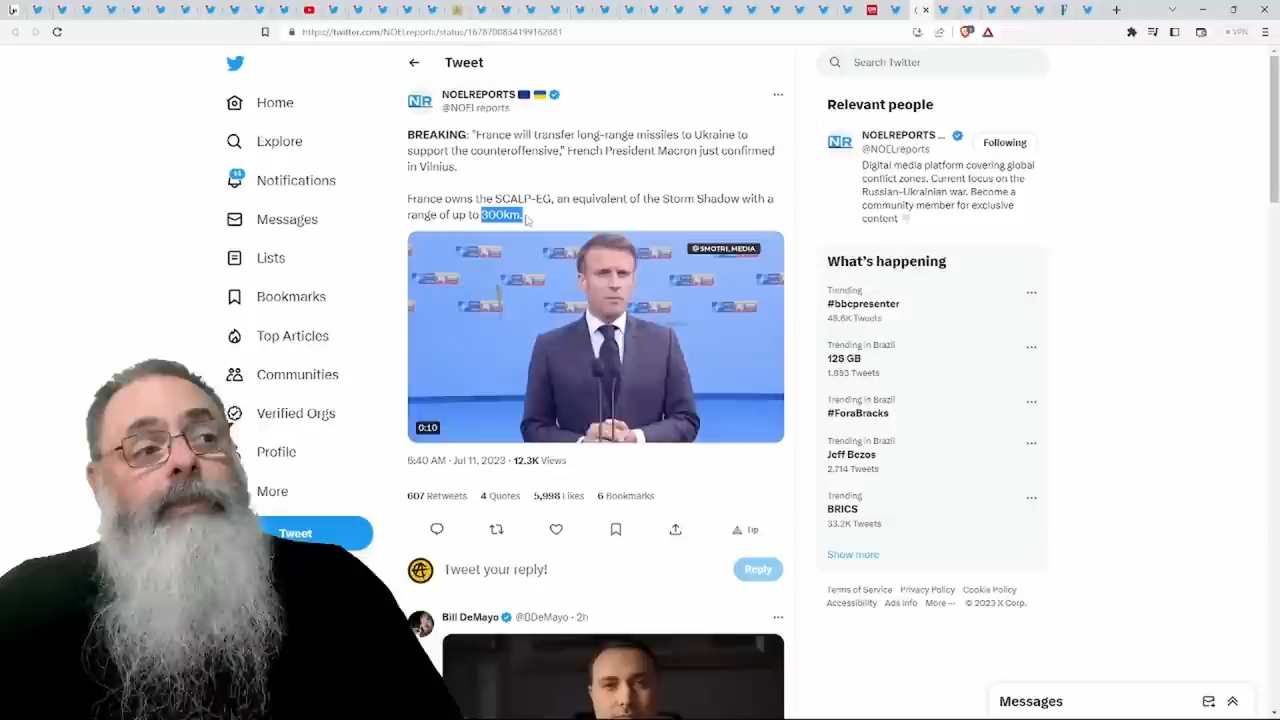 https://twitter.com/NOELreports/status/1678700834199162881
VPN
Home
Explore
Notifications
Messages
Lists
Bookmarks
Top Articles
Communities
Verified Orgs
Profile
More
Tweet
Tweet
NOELREPORTS
@NOELreports
BREAKING: "France will transfer long-range missiles to Ukraine to
support the counteroffensive," French President Macron just confirmed
in Vilnius.
France owns the SCALP-EG, an equivalent of the Storm Shadow with a
range of up to 300km.
@SMOTRI_MEDIA
0:10
6:40 AM · Jul 11, 2023 · 12.3K Views
607 Retweets 4 Quotes 5,998 Likes 6 Bookmarks
Tip
Tweet your reply!
Reply
Bill DeMayo @BDeMayo · 2h
Search Twitter
Relevant people
NOELREPORTS ...
@NOELreports
Following
Digital media platform covering global
conflict zones. Current focus on the
Russian-Ukrainian war. Become a
community member for exclusive
content
What's happening
Trending
#bbcpresenter
48.6K Tweets
Trending in Brazil
128 GB
1,853 Tweets
Trending in Brazil
#ForaBracks
Trending in Brazil
Jeff Bezos
2,714 Tweets
Trending
BRICS
33.2K Tweets
Show more
Terms of Service Privacy Policy Cookie Policy
Accessibility Ads info More ··· © 2023 X Corp.
Messages